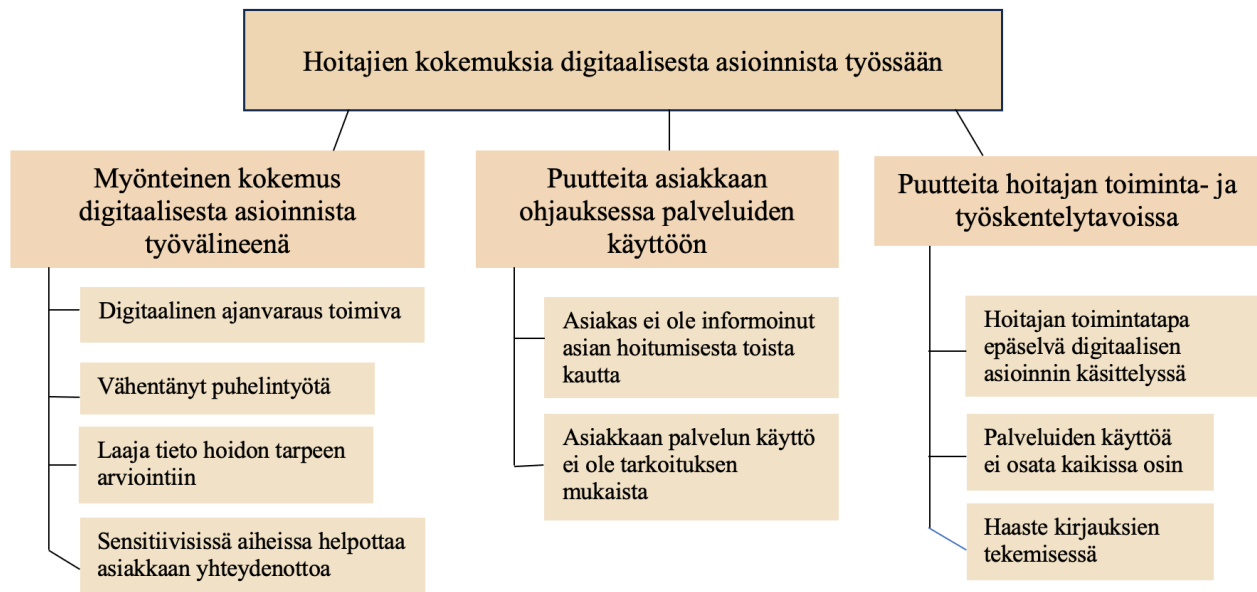 Hoitajien kokemuksia digitaalisesta asioinnista työssään
Myönteinen kokemus
digitaalisesta asioinnista
työvälineenä
Digitaalinen ajanvaraus toimiva
Vähentänyt puhelintyötä
Laaja tieto hoidon tarpeen
arviointiin
Sensitiivisissä aiheissa helpottaa
asiakkaan yhteydenottoa
Puutteita asiakkaan
ohjauksessa palveluiden
käyttöön
Asiakas ei ole informoinut
asian hoitumisesta toista
kautta
Asiakkaan palvelun käyttö
ei ole tarkoituksen
mukaista
Puutteita hoitajan toiminta- ja
työskentelytavoissa
Hoitajan toimintatapa
epäselvä digitaalisen
asioinnin käsittelyssä
Palveluiden käyttöä
ei osata kaikissa osin
Haaste kirjauksien
tekemisessä